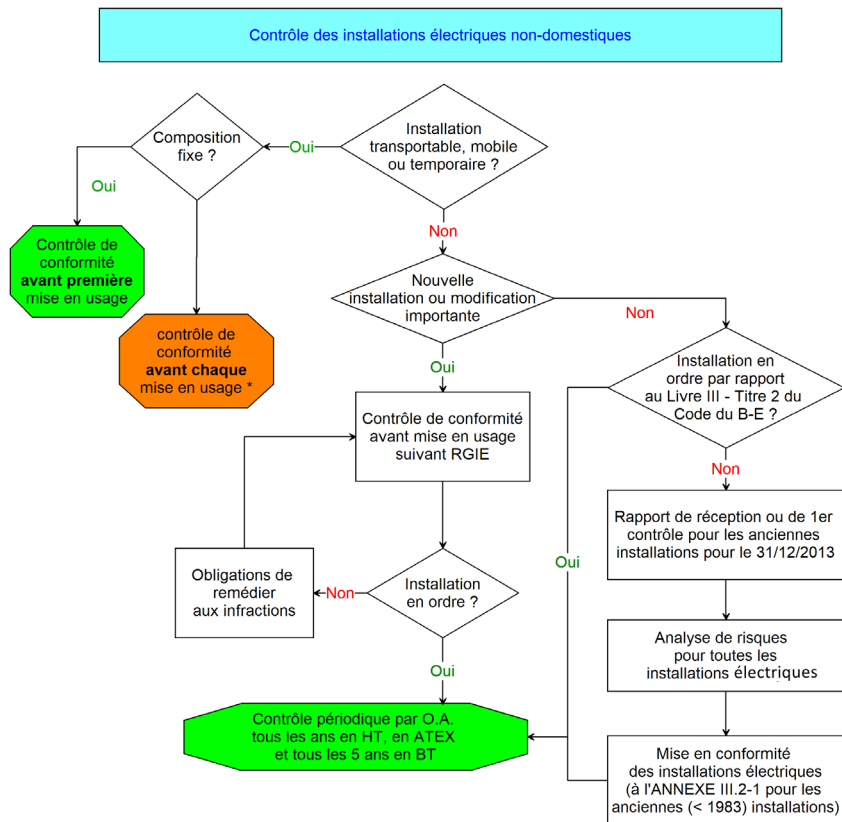 Contrôle des installations électriques non-domestiques
Installation
transportable, mobile
ou temporaire ?
Oui
Composition
fixe ?
Oui
Contrôle de
conformité
avant première
mise en usage
contrôle de
conformité
avant chaque
mise en usage *
Non
Nouvelle
installation ou modification
importante
Non
Oui
Installation en
ordre par rapport
au Livre III - Titre 2 du
Code du B-E ?
Contrôle de conformité
avant mise en usage
suivant RGIE
Non
Rapport de réception ou de 1er
contrôle pour les anciennes
installations pour le 31/12/2013
Oui
Obligations de
remédier
aux infractions
Non
Installation
en ordre ?
Analyse de risques
pour toutes les
installations électriques
Oui
Contrôle périodique par O.A.
tous les ans en HT, en ATEX
et tous les 5 ans en BT
Mise en conformité
des installations électriques
(à l'ANNEXE III.2-1 pour les
anciennes (< 1983) installations)